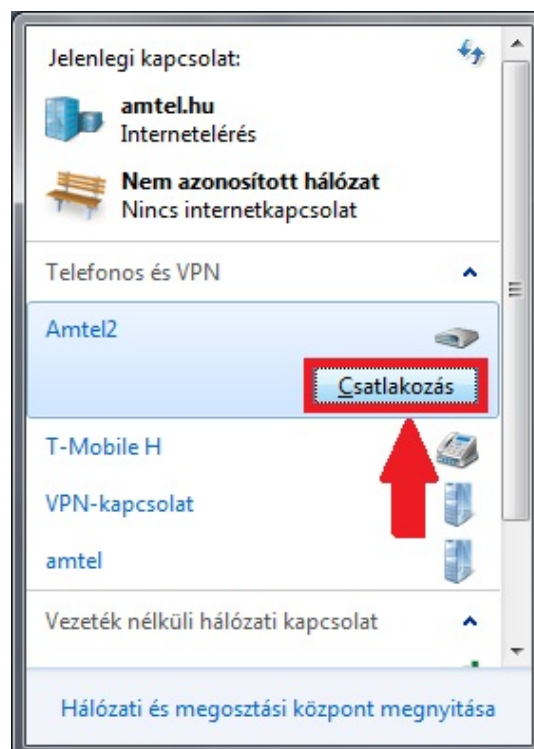 Jelenlegi kapcsolat:
amtel.hu
Internetelérés
Nem azonosított hálózat
Nincs internetkapcsolat
Telefonos és VPN
Amtel2
Csatlakozás
T-Mobile H
VPN-kapcsolat
amtel
Vezeték nélküli hálózati kapcsolat
Hálózati és megosztási központ megnyitása